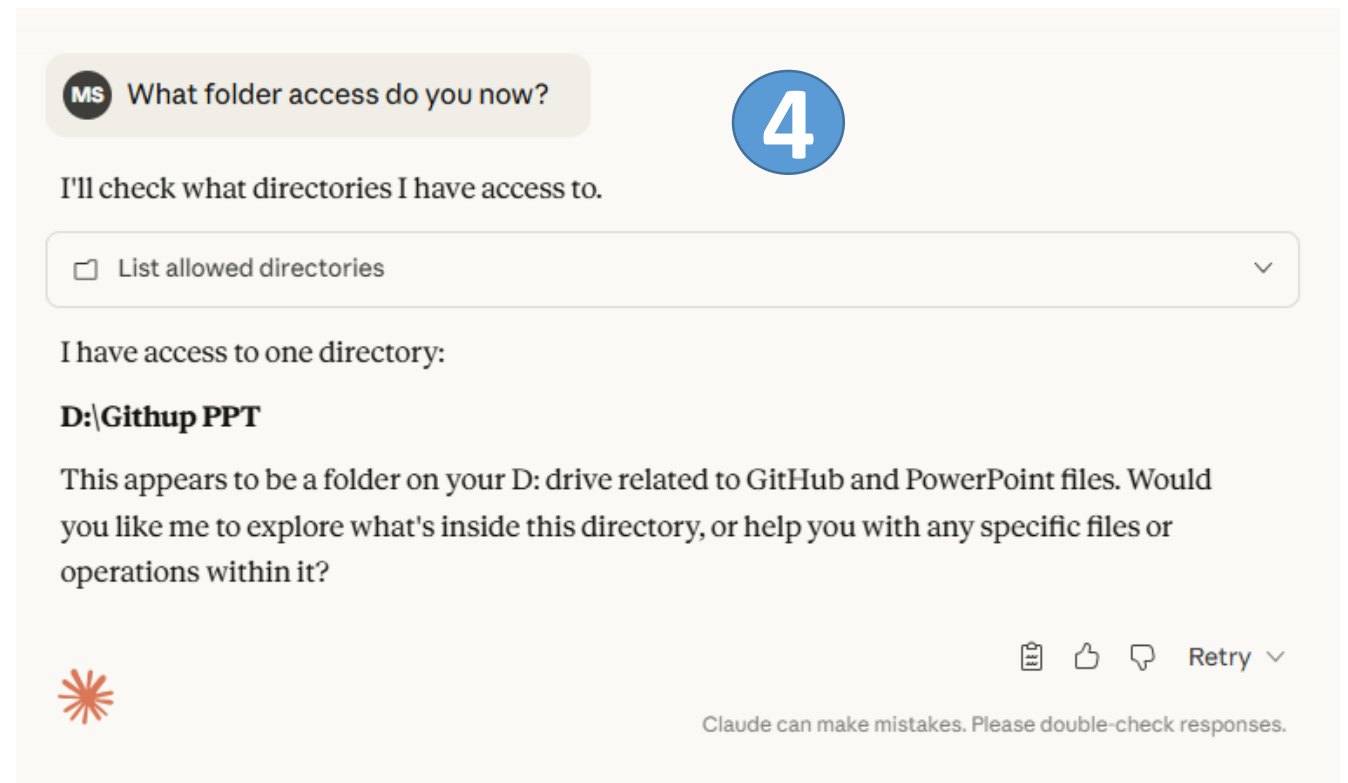 MS What folder access do you now?
4
I'll check what directories I have access to.
List allowed directories
I have access to one directory:
D:\Githup PPT
This appears to be a folder on your D: drive related to GitHub and PowerPoint files. Would
you like me to explore what's inside this directory, or help you with any specific files or
operations within it?
Retry
Claude can make mistakes. Please double-check responses.